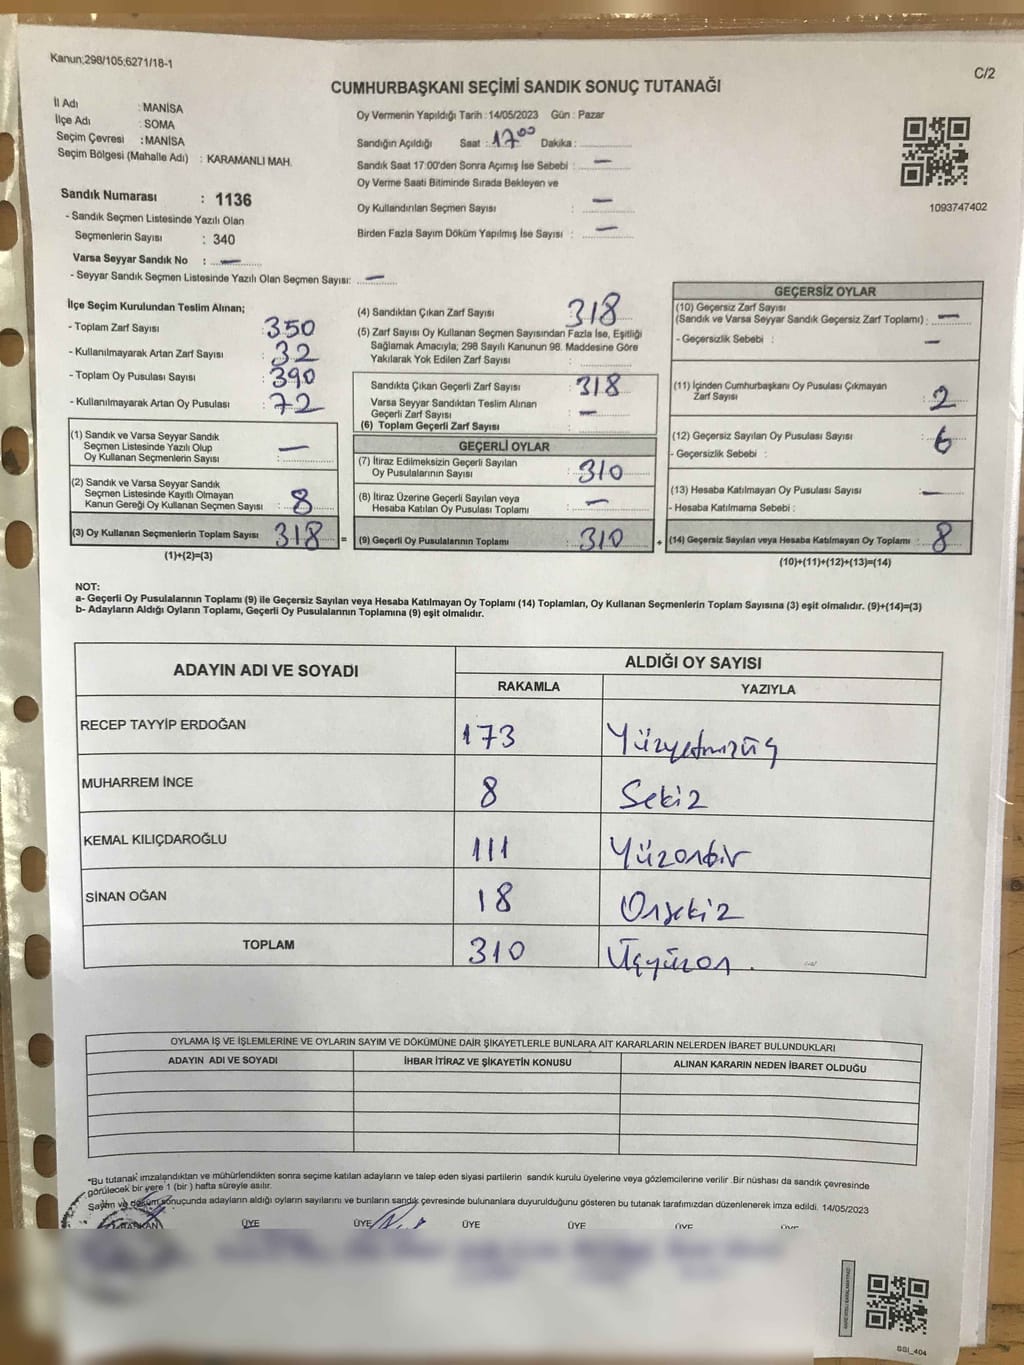 Kanun;298/105;6271/18-1
C/2
CUMHURBAŞKANI SEÇİMİ SANDIK SONUÇ TUTANAĞI
İl Adı : MANİSA
İlçe Adı : SOMA
Seçim Çevresi : MANİSA
Seçim Bölgesi (Mahalle Adı) : KARAMANLI MAH.
Oy Vermenin Yapıldığı Tarih : 14/05/2023 Gün : Pazar
Sandığın Açıldığı Saat : 17 00 Dakika :
Sandık Saat 17:00'den Sonra Açımış İse Sebebi : —
Oy Verme Saati Bitiminde Sırada Bekleyen ve
Oy Kullandırılan Seçmen Sayısı : —
Birden Fazla Sayım Döküm Yapılmış İse Sayısı : —
1093747402
Sandık Numarası : 1136
- Sandık Seçmen Listesinde Yazılı Olan
Seçmenlerin Sayısı : 340
Varsa Seyyar Sandık No : —
- Seyyar Sandık Seçmen Listesinde Yazılı Olan Seçmen Sayısı: —
İlçe Seçim Kurulundan Teslim Alınan;
- Toplam Zarf Sayısı : 350
- Kullanılmayarak Artan Zarf Sayısı : 32
- Toplam Oy Pusulası Sayısı : 390
- Kullanılmayarak Artan Oy Pusulası : 72
(1) Sandık ve Varsa Seyyar Sandık
Seçmen Listesinde Yazılı Olup
Oy Kullanan Seçmenlerin Sayısı : —
(2) Sandık ve Varsa Seyyar Sandık
Seçmen Listesinde Kayıtlı Olmayan
Kanun Gereği Oy Kullanan Seçmen Sayısı : 8
(3) Oy Kullanan Seçmenlerin Toplam Sayısı : 318 =
(1)+(2)=(3)
(4) Sandıktan Çıkan Zarf Sayısı : 318
(5) Zarf Sayısı Oy Kullanan Seçmen Sayısından Fazla İse, Eşitliği
Sağlamak Amacıyla; 298 Sayılı Kanunun 98. Maddesine Göre
Yakılarak Yok Edilen Zarf Sayısı :
Sandıkta Çıkan Geçerli Zarf Sayısı : 318
Varsa Seyyar Sandıktan Teslim Alınan
Geçerli Zarf Sayısı : —
(6) Toplam Geçerli Zarf Sayısı :
GEÇERLİ OYLAR
(7) İtiraz Edilmeksizin Geçerli Sayılan
Oy Pusulalarının Sayısı : 310
(8) İtiraz Üzerine Geçerli Sayılan veya
Hesaba Katılan Oy Pusulası Toplamı : —
(9) Geçerli Oy Pusulalarının Toplamı : 310 +
GEÇERSİZ OYLAR
(10) Geçersiz Zarf Sayısı
(Sandık ve Varsa Seyyar Sandık Geçersiz Zarf Toplamı) : —
- Geçersizlik Sebebi : —
(11) İçinden Cumhurbaşkanı Oy Pusulası Çıkmayan
Zarf Sayısı : 2
(12) Geçersiz Sayılan Oy Pusulası Sayısı : 6
- Geçersizlik Sebebi :
(13) Hesaba Katılmayan Oy Pusulası Sayısı : —
- Hesaba Katılmama Sebebi :
(14) Geçersiz Sayılan veya Hesaba Katılmayan Oy Toplamı : 8
(10)+(11)+(12)+(13)=(14)
NOT:
a- Geçerli Oy Pusulalarının Toplamı (9) ile Geçersiz Sayılan veya Hesaba Katılmayan Oy Toplamı (14) Toplamları, Oy Kullanan Seçmenlerin Toplam Sayısına (3) eşit olmalıdır. (9)+(14)=(3)
b- Adayların Aldığı Oyların Toplamı, Geçerli Oy Pusulalarının Toplamına (9) eşit olmalıdır.
ADAYIN ADI VE SOYADI
ALDIĞI OY SAYISI
RAKAMLA YAZIYLA
RECEP TAYYİP ERDOĞAN 173 Yüzyetmişüç
MUHARREM İNCE 8 Sekiz
KEMAL KILIÇDAROĞLU 111 Yüzonbir
SİNAN OĞAN 18 Onsekiz
TOPLAM 310 Üçyüzon.
OYLAMA İŞ VE İŞLEMLERİNE VE OYLARIN SAYIM VE DÖKÜMÜNE DAİR ŞİKAYETLERLE BUNLARA AİT KARARLARIN NELERDEN İBARET BULUNDUKLARI
ADAYIN ADI VE SOYADI İHBAR İTİRAZ VE ŞİKAYETİN KONUSU ALINAN KARARIN NEDEN İBARET OLDUĞU
*Bu tutanak imzalandıktan ve mühürlendikten sonra seçime katılan adayların ve talep eden siyasi partilerin sandık kurulu üyelerine veya gözlemcilerine verilir .Bir nüshası da sandık çevresinde
görülecek bir yere 1 (bir ) hafta süreyle asılır.
Sayım ve döküm sonuçunda adayların aldığı oyların sayılarını ve bunların sandık çevresinde bulunanlara duyurulduğunu gösteren bu tutanak tarafımızdan düzenlenerek imza edildi. 14/05/2023
BAŞKAN ÜYE ÜYE ÜYE ÜYE ÜYE ÜYE
SSI_404